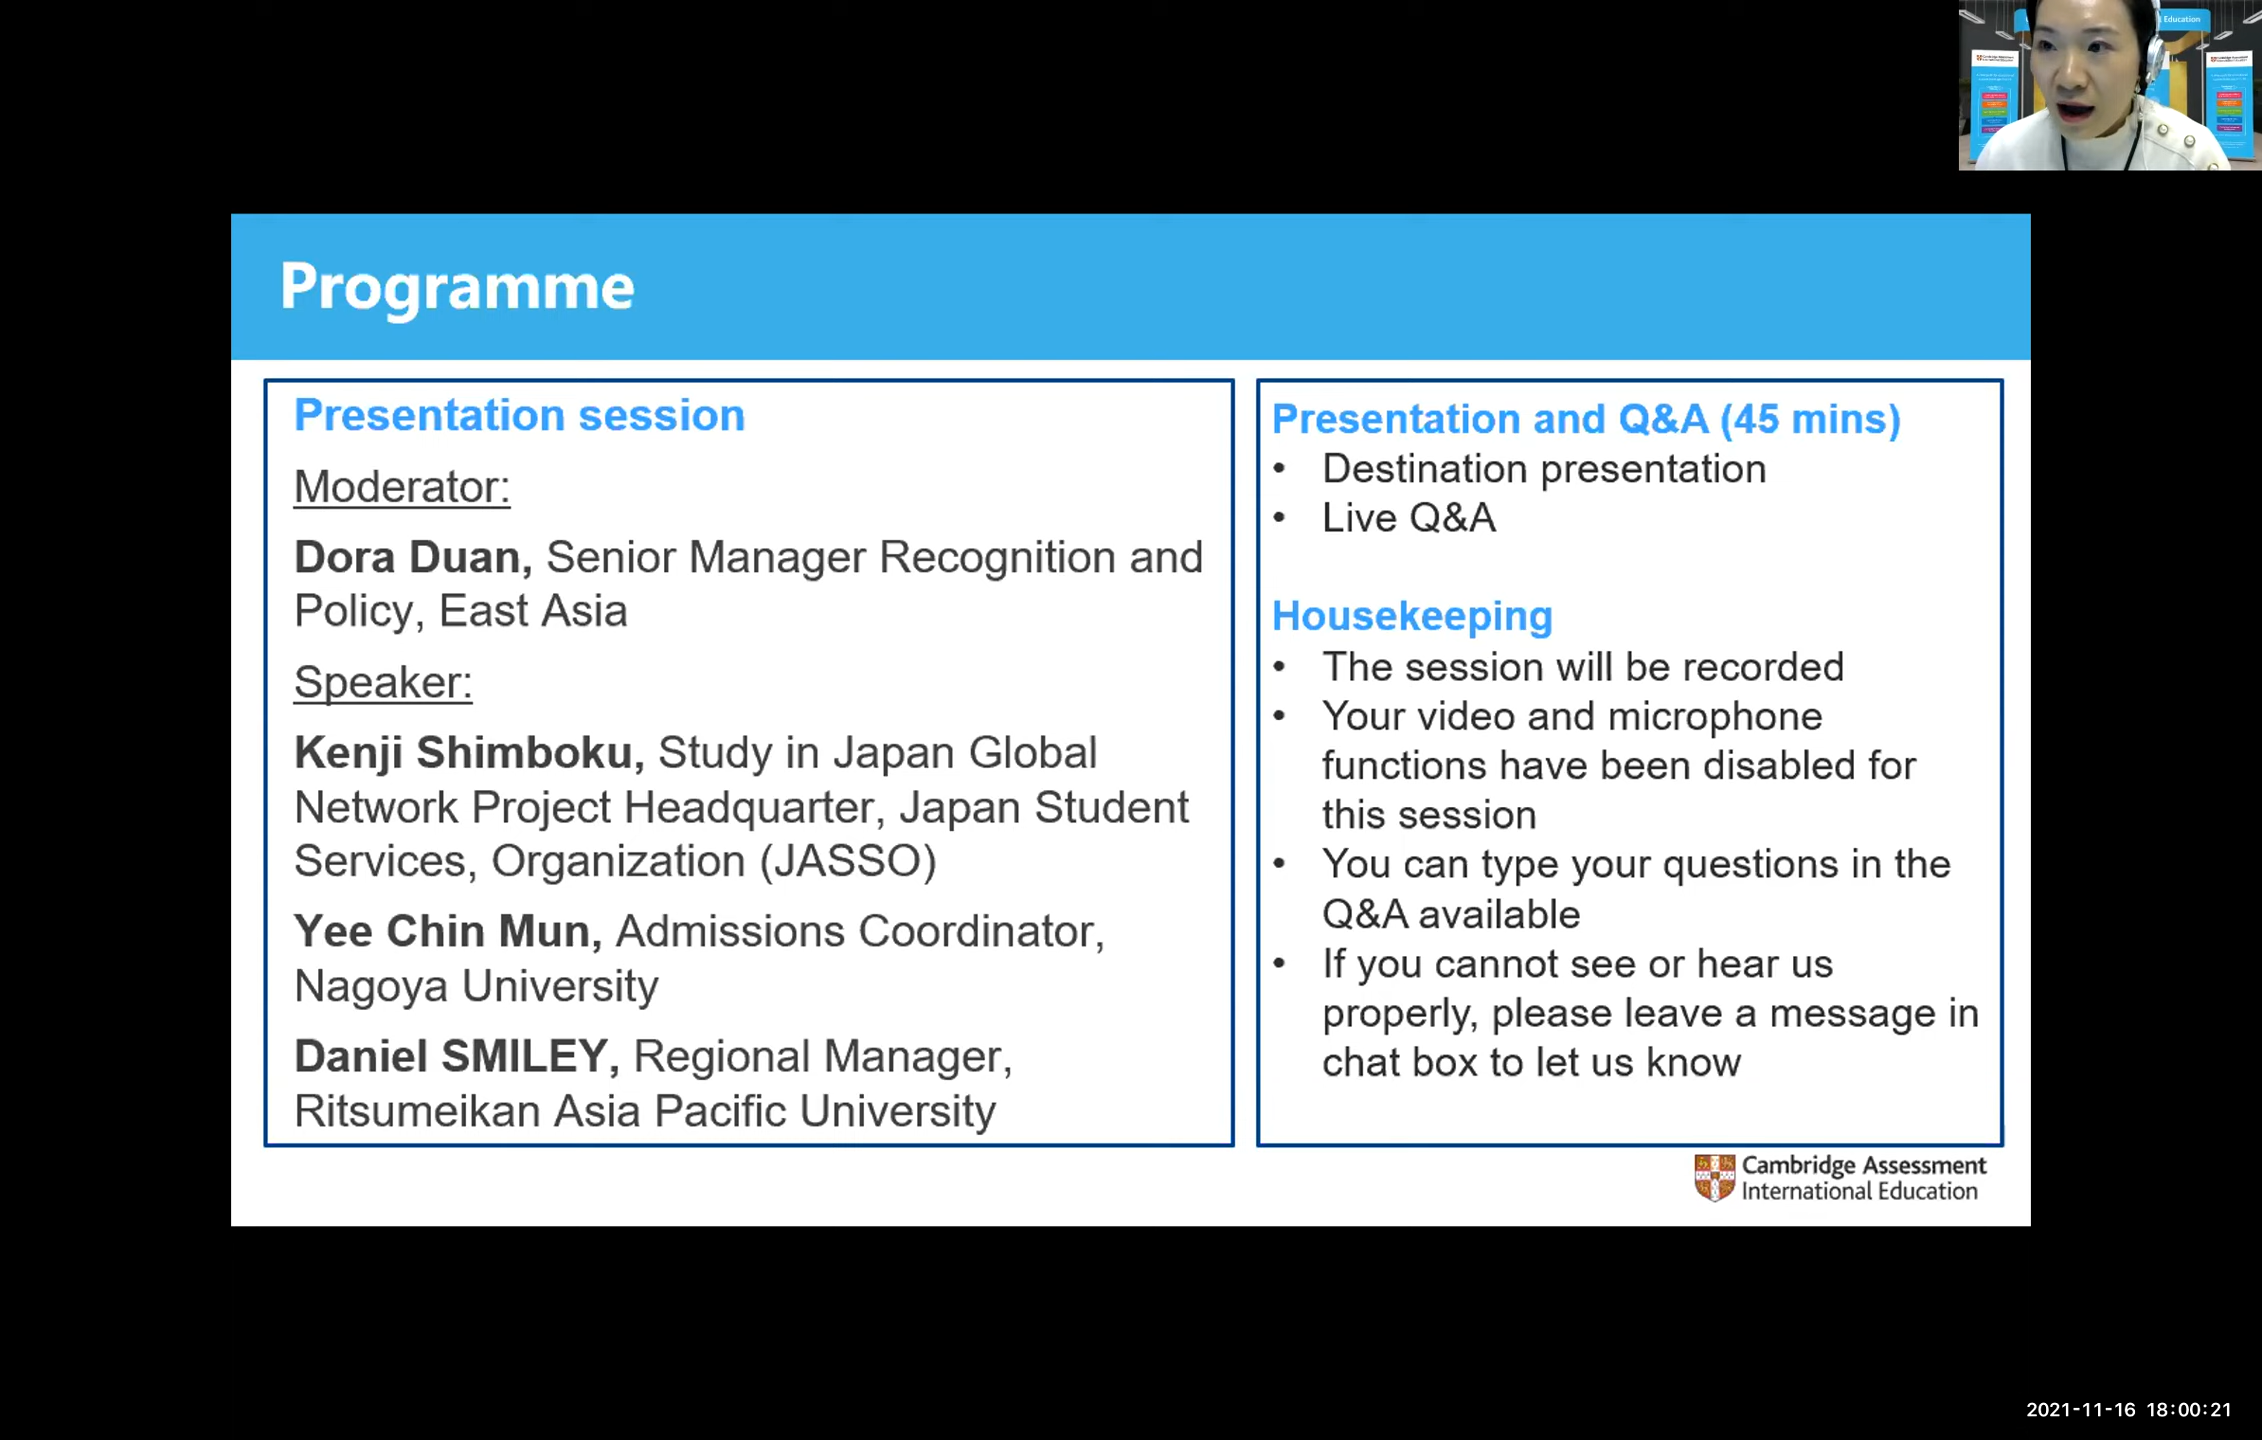 Education
Programme
Presentation session
Moderator:
Dora Duan, Senior Manager Recognition and
Policy, East Asia
Speaker:
Kenji Shimboku, Study in Japan Global
Network Project Headquarter, Japan Student
Services, Organization (JASSO)
Yee Chin Mun, Admissions Coordinator,
Nagoya University
Daniel SMILEY, Regional Manager,
Ritsumeikan Asia Pacific University
Presentation and Q&A (45 mins)
• Destination presentation
• Live Q&A
Housekeeping
• The session will be recorded
• Your video and microphone
functions have been disabled for
this session
• You can type your questions in the
Q&A available
• If you cannot see or hear us
properly, please leave a message in
chat box to let us know
Cambridge Assessment
International Education
2021-11-16 18:00:21